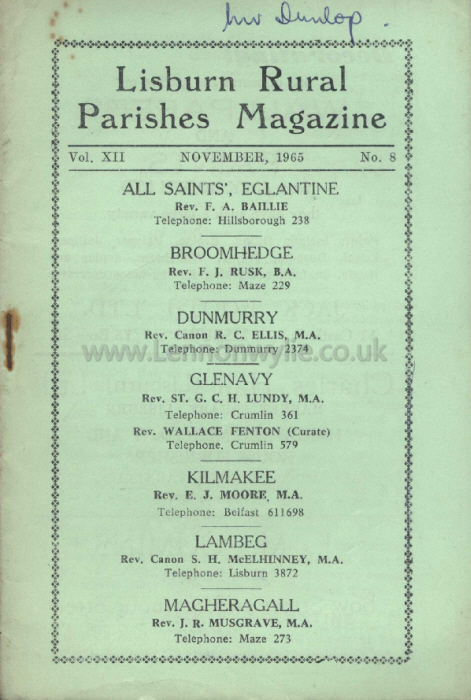 Mr Dunlop.
Lisburn Rural
Parishes Magazine
Vol. XII NOVEMBER, 1965 No. 8
ALL SAINTS', EGLANTINE
Rev. F. A. BAILLIE
Telephone: Hillsborough 238
BROOMHEDGE
Rev. F. J. RUSK, B.A.
Telephone: Maze 229
DUNMURRY
Rev. Canon R. C. ELLIS, M.A.
Telephone: Dunmurry 2374
www.Lennonwylie.co.uk
GLENAVY
Rev. ST. G. C. H. LUNDY, M.A.
Telephone: Crumlin 361
Rev. WALLACE FENTON (Curate)
Telephone. Crumlin 579
KILMAKEE
Rev. E. J. MOORE, M.A.
Telephone: Belfast 611698
LAMBEG
Rev. Canon S. H. McELHINNEY, M.A.
Telephone: Lisburn 3872
MAGHERAGALL
Rev. J. R. MUSGRAVE, M.A.
Telephone: Maze 273